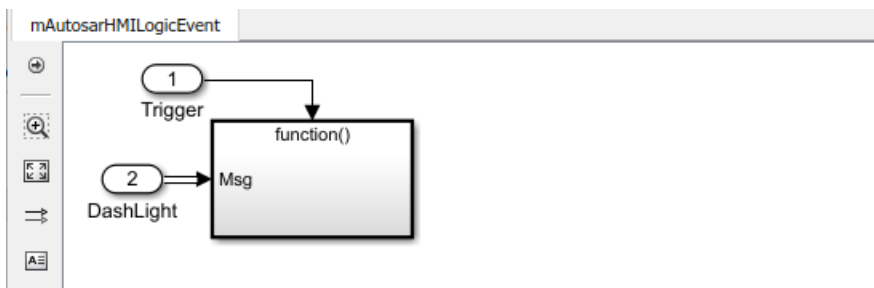 mAutosarHMILogicEvent
1
Trigger
function()
2
Msg
DashLight
A